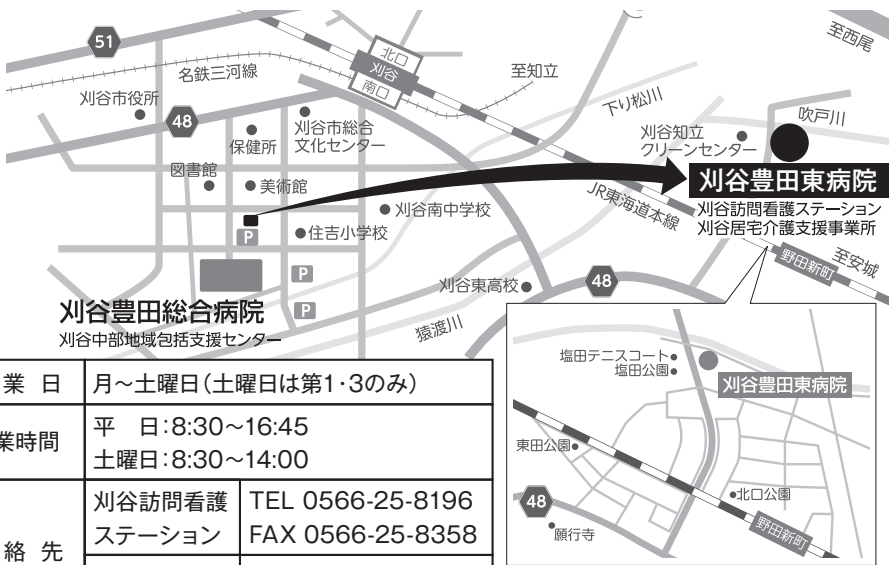 51
名鉄三河線
刈谷市役所
48
保健所
刈谷市総合
文化センター
図書館
美術館
北口
刈谷
南口
至知立
下り松川
至西尾
吹戸川
刈谷知立
クリーンセンター
刈谷豊田東病院
刈谷訪問看護ステーション
刈谷居宅介護支援事業所
JR東海道本線
野田新町
至安城
刈谷南中学校
P
住吉小学校
P
P
刈谷東高校
48
猿渡川
刈谷豊田総合病院
刈谷中部地域包括支援センター
塩田テニスコート
塩田公園
刈谷豊田東病院
東田公園
48
北口公園
野田新町
願行寺
業 日 月〜土曜日(土曜日は第1・3のみ)
業時間 平 日:8:30〜16:45
土曜日:8:30〜14:00
絡 先 刈谷訪問看護 TEL 0566-25-8196
ステーション FAX 0566-25-8358